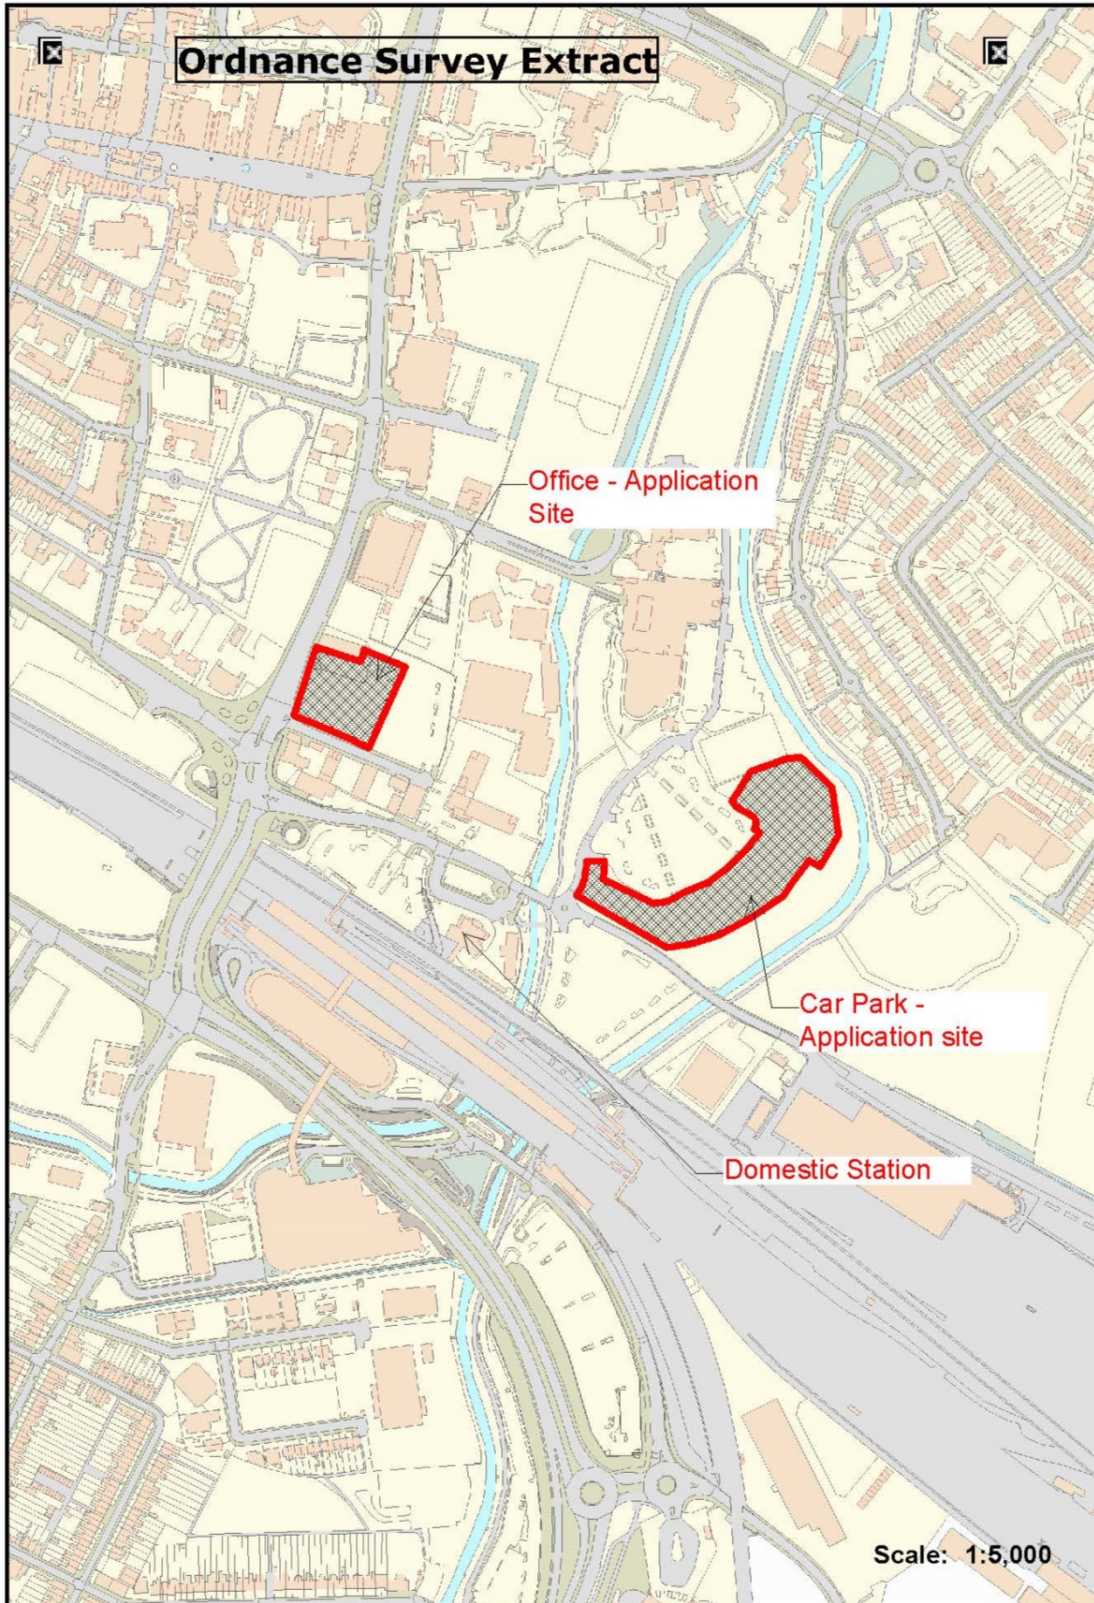 Ordnance Survey Extract
Office - Application
Site
Car Park -
Application site
Domestic Station
Scale: 1:5,000